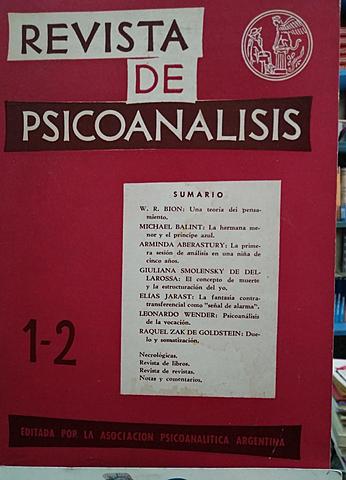 REVISTA
DE
PSICOANALISIS
SUMARIO
W. R. BION: Una teoría del pensa-
miento.
MICHAEL BALINT: La hermana me-
nor y el príncipe azul.
ARMINDA ABERASTURY: La prime-
ra sesión de análisis en una niña de
cinco años.
GIULIANA SMOLENSKY DE DEL-
LAROSSA: El concepto de muerte
y la estructuración del yo.
ELÍAS JARAST: La fantasía contra-
transferencial como "señal de alarma".
LEONARDO WENDER: Psicoanálisis
de la vocación.
RAQUEL ZAK DE GOLDSTEIN: Due-
lo y somatización.
Necrológicas.
Revista de libros.
Revista de revistas.
Notas y comentarios.
1-2
EDITADA POR LA ASOCIACION PSICOANALITICA ARGENTINA